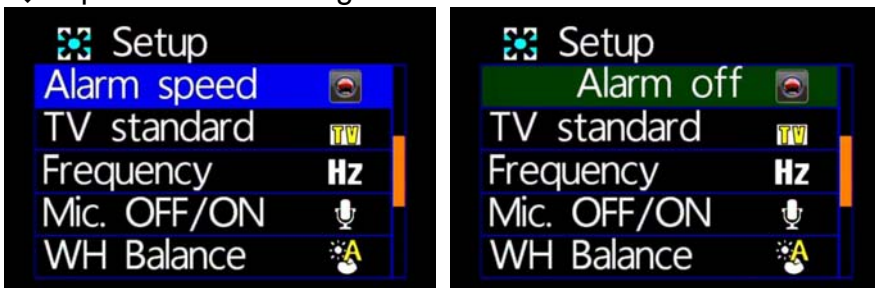 Setup
Alarm speed
TV standard TV
Frequency Hz
Mic. OFF/ON
WH Balance A
Setup
Alarm off
TV standard TV
Frequency Hz
Mic. OFF/ON
WH Balance A